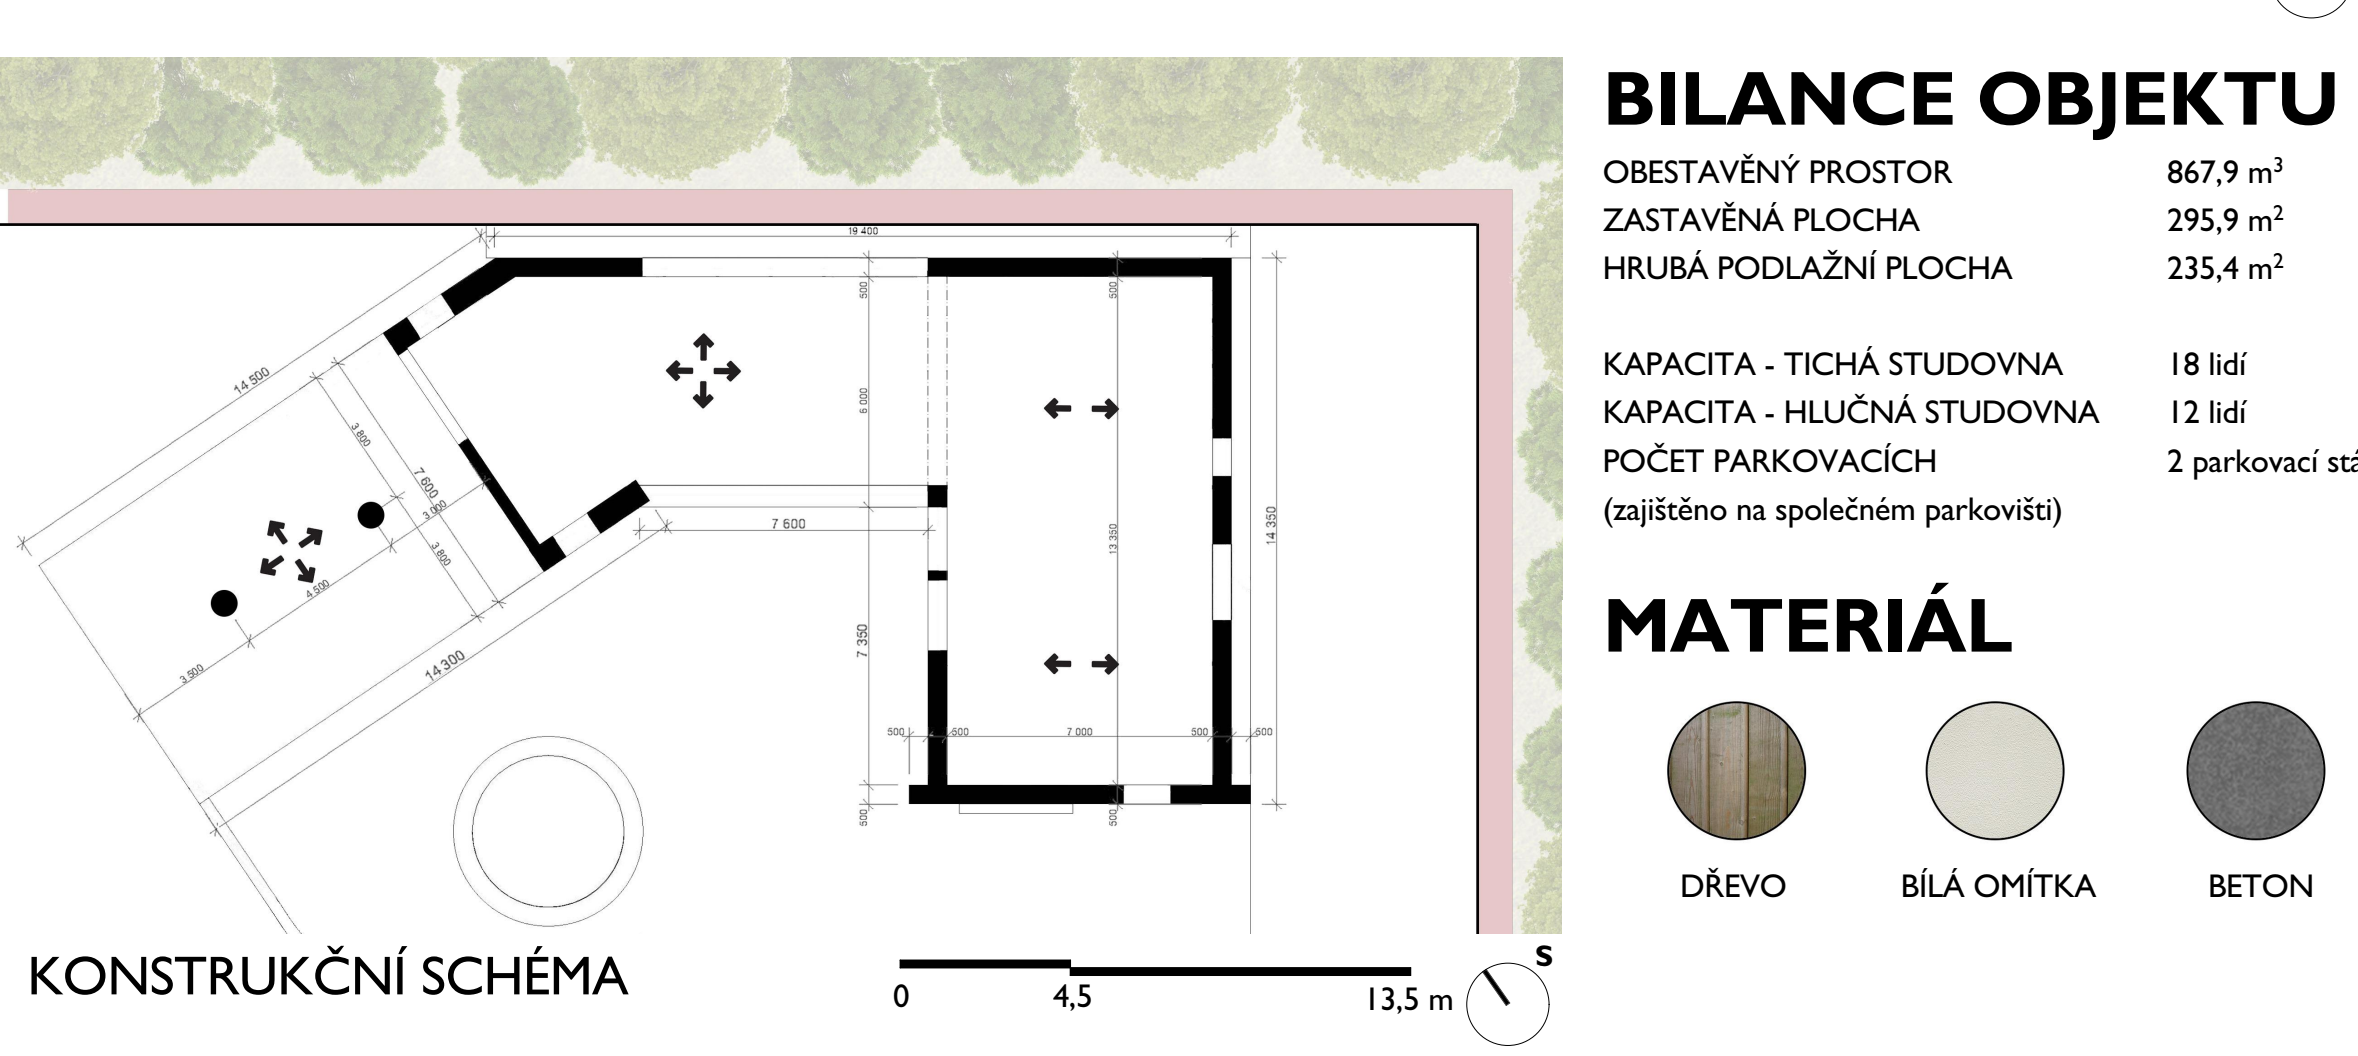 BILANCE OBJEKTU
OBESTAVĚNÝ PROSTOR 867,9 m³
ZASTAVĚNÁ PLOCHA 295,9 m²
HRUBÁ PODLAŽNÍ PLOCHA 235,4 m²
KAPACITA - TICHÁ STUDOVNA 18 lidí
KAPACITA - HLUČNÁ STUDOVNA 12 lidí
POČET PARKOVACÍCH 2 parkovací stá
(zajištěno na společném parkovišti)
MATERIÁL
DŘEVO BÍLÁ OMÍTKA BETON
19 400
500 500
14 500
6 000
3 800
7 600
3 000
3 800
7 600
13 350
14 350
4 500
7 350
14 300
3 500
500 500 7 000 500 500
500 500
KONSTRUKČNÍ SCHÉMA
0 4,5 13,5 m
S